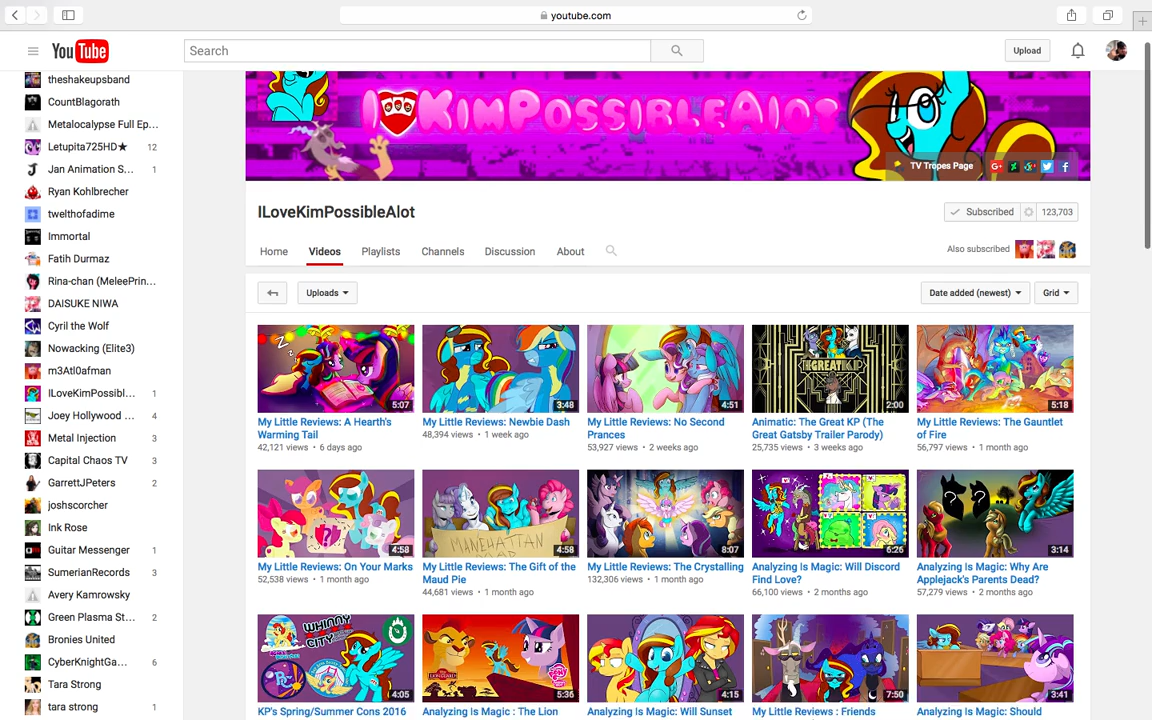 youtube.com
YouTube
Search
Upload
theshakeupsband
CountBlagorath
Metalocalypse Full Ep...
Letupita725HD★ 12
Jan Animation S... 1
Ryan Kohlbrecher
twelthofadime
Immortal
Fatih Durmaz
Rina-chan (MeleePrin...
DAISUKE NIWA
Cyril the Wolf
Nowacking (Elite3)
m3Atl0afman
ILoveKimPossibl... 1
Joey Hollywood ... 4
Metal Injection 3
Capital Chaos TV 3
GarrettJPeters 2
joshscorcher
Ink Rose
Guitar Messenger 1
SumerianRecords 3
Avery Kamrowsky
Green Plasma St... 2
Bronies United
CyberKnightGa... 6
Tara Strong
tara strong 1
I KimPossibleAlot
TV Tropes Page
ILoveKimPossibleAlot
Subscribed 123,703
Home Videos Playlists Channels Discussion About
Also subscribed
Uploads
Date added (newest) Grid
5:07 3:48 4:51 2:00 5:18
THE GREAT KP
My Little Reviews: A Hearth's
Warming Tail
42,121 views • 6 days ago
My Little Reviews: Newbie Dash
48,394 views • 1 week ago
My Little Reviews: No Second
Prances
53,927 views • 2 weeks ago
Animatic: The Great KP (The
Great Gatsby Trailer Parody)
25,735 views • 3 weeks ago
My Little Reviews: The Gauntlet
of Fire
56,797 views • 1 month ago
MANEHATTAN
4:58 4:58 8:07 6:26 3:14
My Little Reviews: On Your Marks
52,538 views • 1 month ago
My Little Reviews: The Gift of the
Maud Pie
44,681 views • 1 month ago
My Little Reviews: The Crystalling
132,306 views • 1 month ago
Analyzing Is Magic: Will Discord
Find Love?
66,100 views • 2 months ago
Analyzing Is Magic: Why Are
Applejack's Parents Dead?
57,279 views • 2 months ago
WHINNY
CITY
4:05 5:36 4:15 7:50 3:41
KP's Spring/Summer Cons 2016
Analyzing Is Magic : The Lion
Analyzing Is Magic: Will Sunset
My Little Reviews : Friends
Analyzing Is Magic: Should